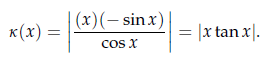 κ(x) = |(x)(− sin x) / cos x| = |x tan x|.